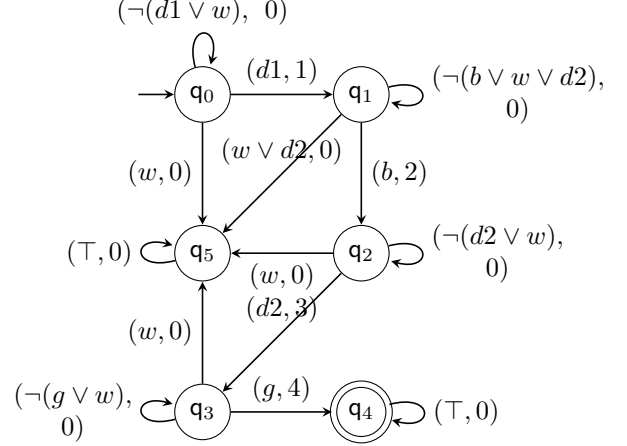 (¬(d1 ∨ w), 0)
q₀
(d1, 1)
q₁
(¬(b ∨ w ∨ d2),
0)
(w, 0)
(w ∨ d2, 0)
(b, 2)
(⊤, 0)
q₅
(w, 0)
q₂
(¬(d2 ∨ w),
0)
(d2, 3)
(w, 0)
(¬(g ∨ w),
0)
q₃
(g, 4)
q₄
(⊤, 0)